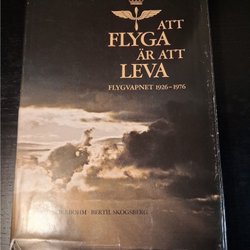 ATT
FLYGA
ÄR ATT
LEVA
FLYGVAPNET 1926–1976
BERTIL SKOGSBERG